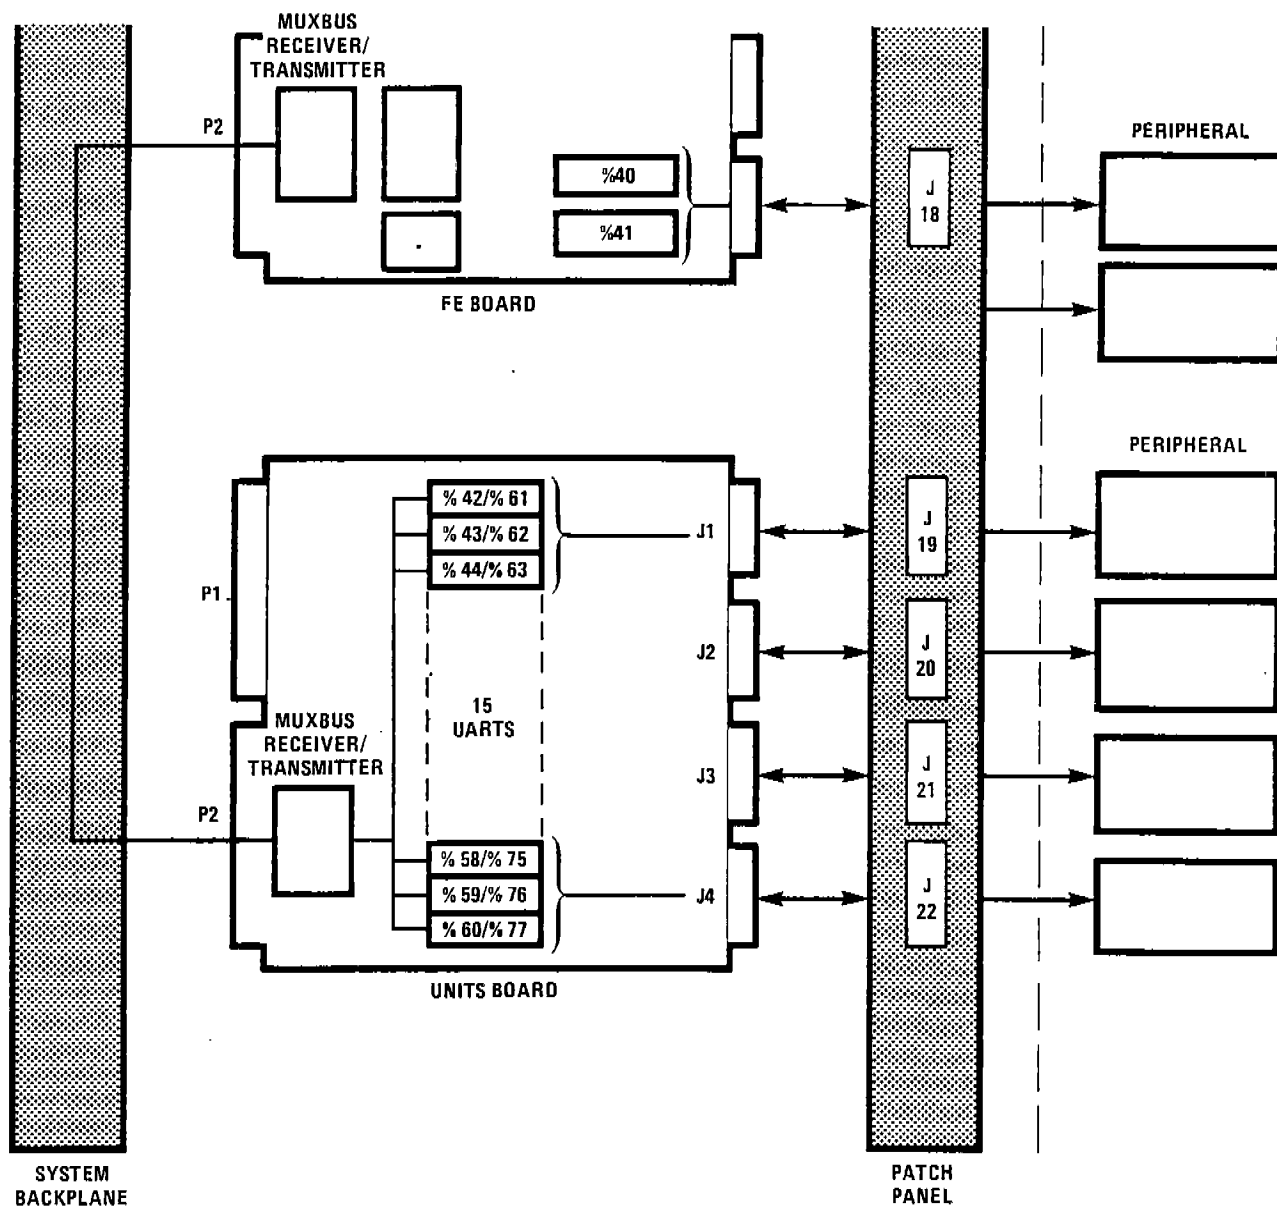 MUXBUS
RECEIVER/
TRANSMITTER
P2
PERIPHERAL
%40
%41
J
18
FE BOARD
PERIPHERAL
% 42/% 61
% 43/% 62
% 44/% 63
J1
J
19
P1
J2
J
20
15
UARTS
MUXBUS
RECEIVER/
TRANSMITTER
J3
J
21
P2
% 58/% 75
% 59/% 76
% 60/% 77
J4
J
22
UNITS BOARD
SYSTEM
BACKPLANE
PATCH
PANEL